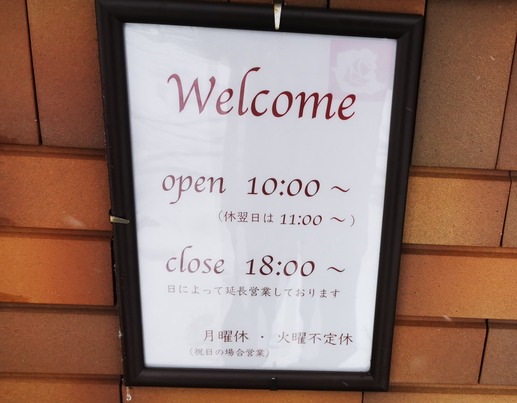 Welcome
open 10:00 ～
（休翌日は 11:00 ～）
close 18:00 ～
日によって延長営業しております
月曜休 ・ 火曜不定休
（祝日の場合営業）